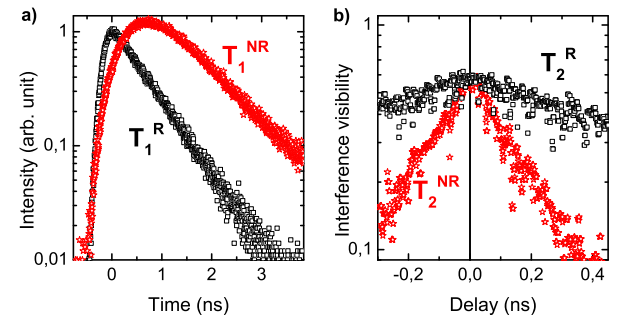 a)
Intensity (arb. unit)
1
0,1
0,01
T₁ᴺᴿ
T₁ᴿ
0 1 2 3
Time (ns)
b)
Interference visibility
1
0,1
T₂ᴿ
T₂ᴺᴿ
-0,2 0,0 0,2 0,4
Delay (ns)